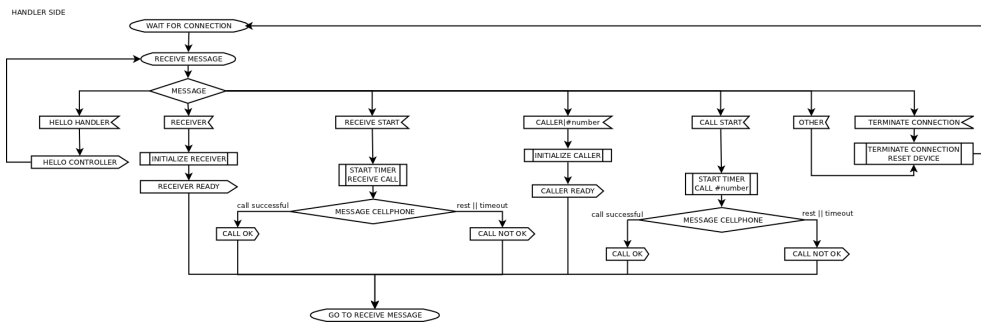 HANDLER SIDE
WAIT FOR CONNECTION
RECEIVE MESSAGE
MESSAGE
HELLO HANDLER
RECEIVER
RECEIVE START
CALLER|#number
CALL START
OTHER
TERMINATE CONNECTION
HELLO CONTROLLER
INITIALIZE RECEIVER
RECEIVER READY
START TIMER
RECEIVE CALL
INITIALIZE CALLER
CALLER READY
START TIMER
CALL #number
TERMINATE CONNECTION
RESET DEVICE
call successful
MESSAGE CELLPHONE
rest || timeout
CALL OK
CALL NOT OK
call successful
MESSAGE CELLPHONE
rest || timeout
CALL OK
CALL NOT OK
GO TO RECEIVE MESSAGE